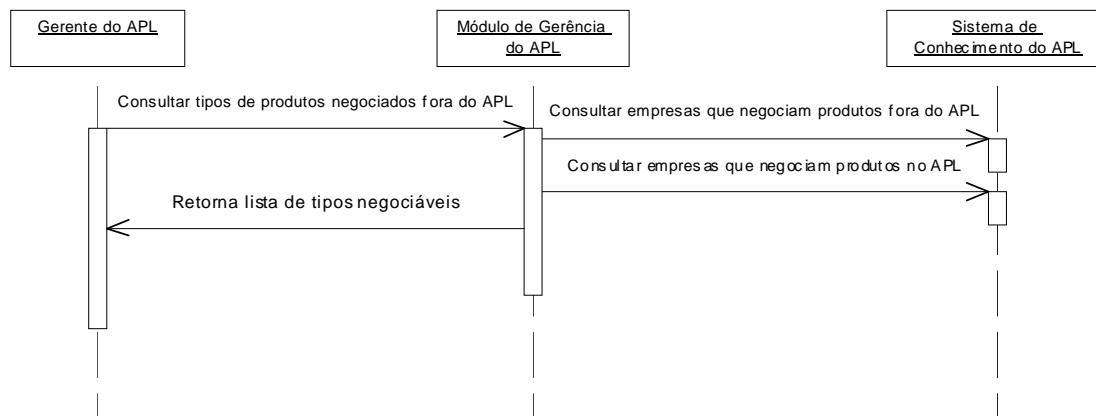 Gerente do APL
Módulo de Gerência
do APL
Sistema de
Conhecimento do APL
Consultar tipos de produtos negociados fora do APL
Consultar empresas que negociam produtos fora do APL
Consultar empresas que negociam produtos no APL
Retorna lista de tipos negociáveis